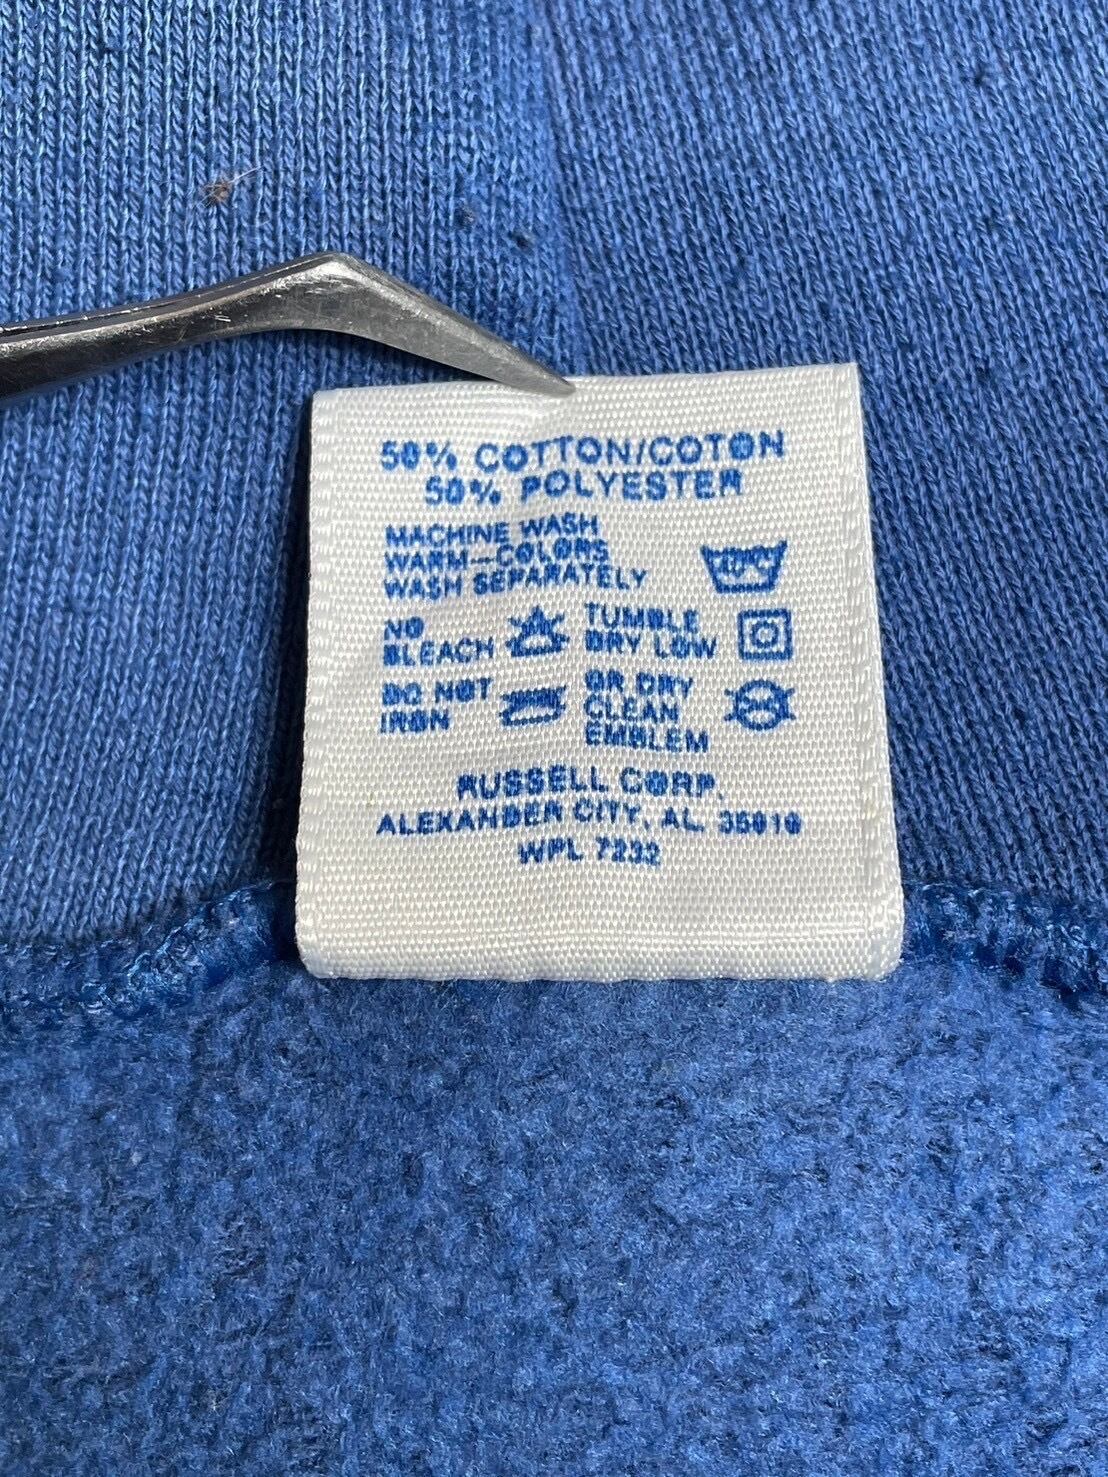 50% COTTON/COTON
50% POLYESTER
MACHINE WASH
WARM—COLORS
WASH SEPARATELY
40°C
NO
BLEACH
TUMBLE
DRY LOW
DO NOT
IRON
OR DRY
CLEAN
EMBLEM
RUSSELL CORP.
ALEXANDER CITY, AL. 35010
WPL 7232